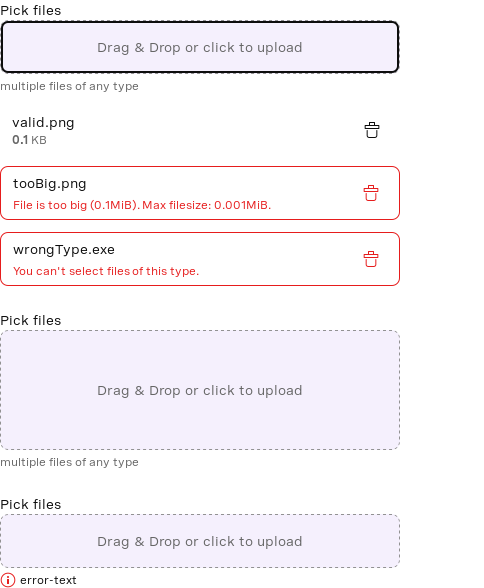 Pick files
Drag & Drop or click to upload
multiple files of any type
valid.png
0.1 KB
tooBig.png
File is too big (0.1MiB). Max filesize: 0.001MiB.
wrongType.exe
You can't select files of this type.
Pick files
Drag & Drop or click to upload
multiple files of any type
Pick files
Drag & Drop or click to upload
error-text